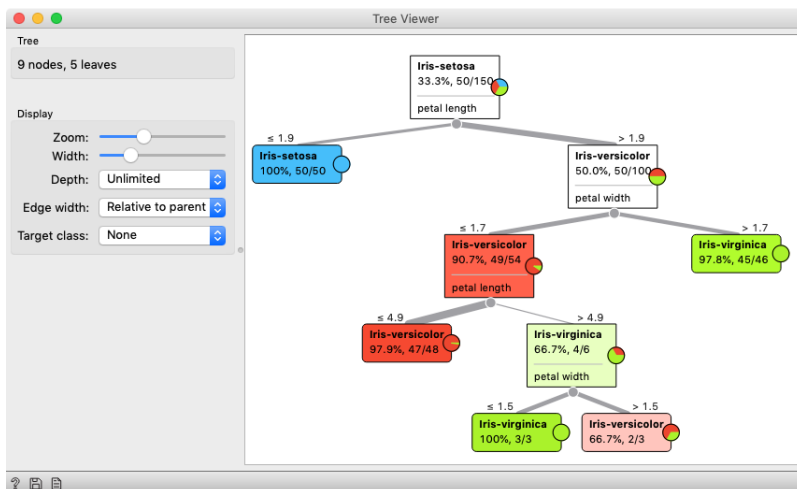 Tree Viewer
Tree
9 nodes, 5 leaves
Display
Zoom:
Width:
Depth: Unlimited
Edge width: Relative to parent
Target class: None
Iris-setosa
33.3%, 50/150
petal length
≤ 1.9
> 1.9
Iris-setosa
100%, 50/50
Iris-versicolor
50.0%, 50/100
petal width
≤ 1.7
> 1.7
Iris-versicolor
90.7%, 49/54
petal length
Iris-virginica
97.8%, 45/46
≤ 4.9
> 4.9
Iris-versicolor
97.9%, 47/48
Iris-virginica
66.7%, 4/6
petal width
≤ 1.5
> 1.5
Iris-virginica
100%, 3/3
Iris-versicolor
66.7%, 2/3
?